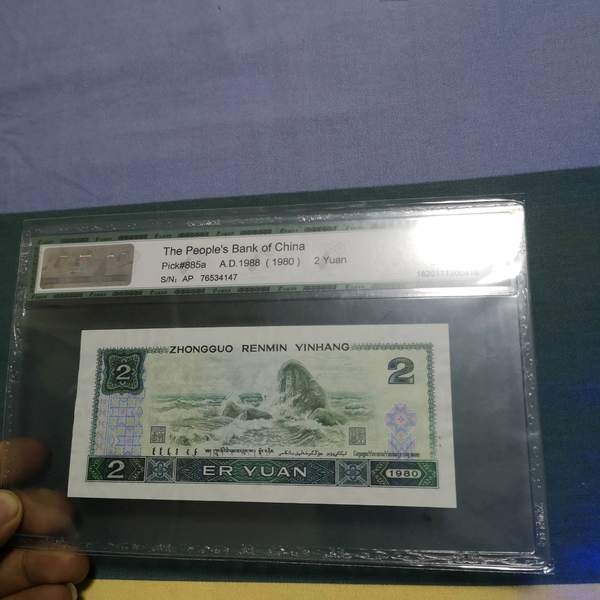 The People's Bank of China
Pick#885a A.D.1988 ( 1980 ) 2 Yuan
S/N: AP 76534147
ZHONGGUO RENMIN YINHANG
2
2
2 ER YUAN 1980